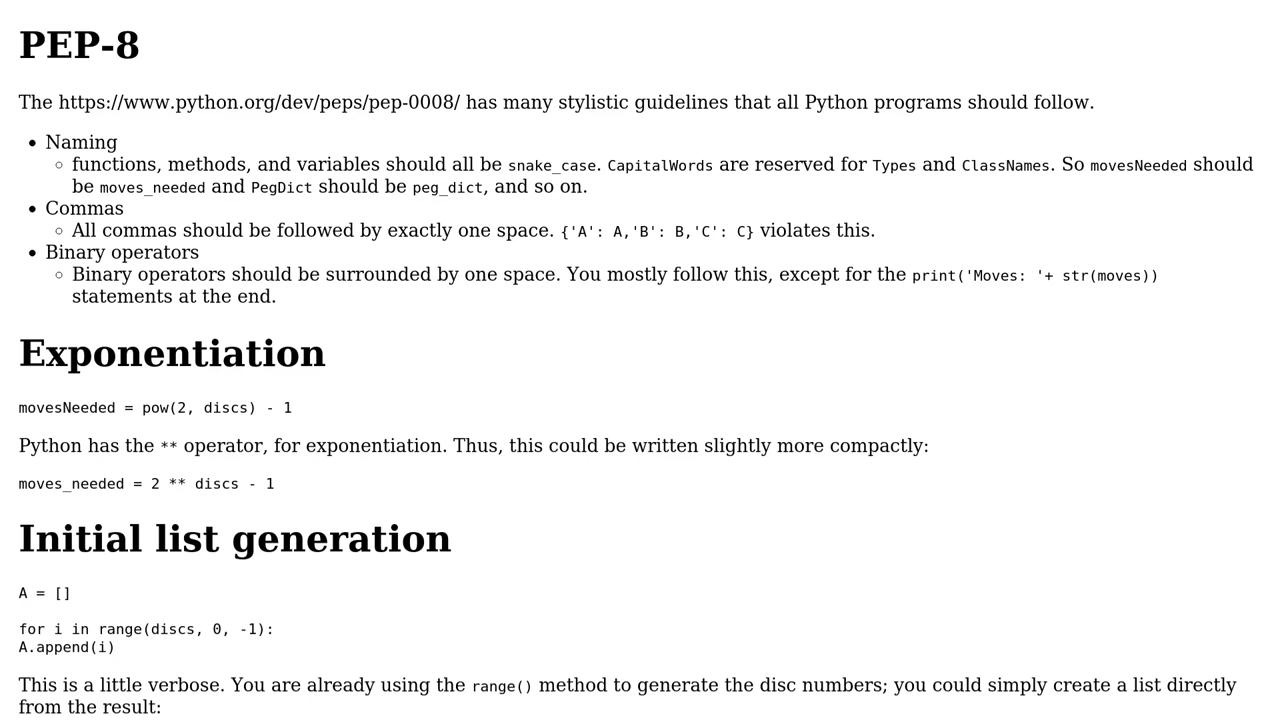 PEP-8
The https://www.python.org/dev/peps/pep-0008/ has many stylistic guidelines that all Python programs should follow.
• Naming
◦ functions, methods, and variables should all be snake_case. CapitalWords are reserved for Types and ClassNames. So movesNeeded should
be moves_needed and PegDict should be peg_dict, and so on.
• Commas
◦ All commas should be followed by exactly one space. {'A': A,'B': B,'C': C} violates this.
• Binary operators
◦ Binary operators should be surrounded by one space. You mostly follow this, except for the print('Moves: '+ str(moves))
statements at the end.
Exponentiation
movesNeeded = pow(2, discs) - 1
Python has the ** operator, for exponentiation. Thus, this could be written slightly more compactly:
moves_needed = 2 ** discs - 1
Initial list generation
A = []
for i in range(discs, 0, -1):
A.append(i)
This is a little verbose. You are already using the range() method to generate the disc numbers; you could simply create a list directly
from the result: